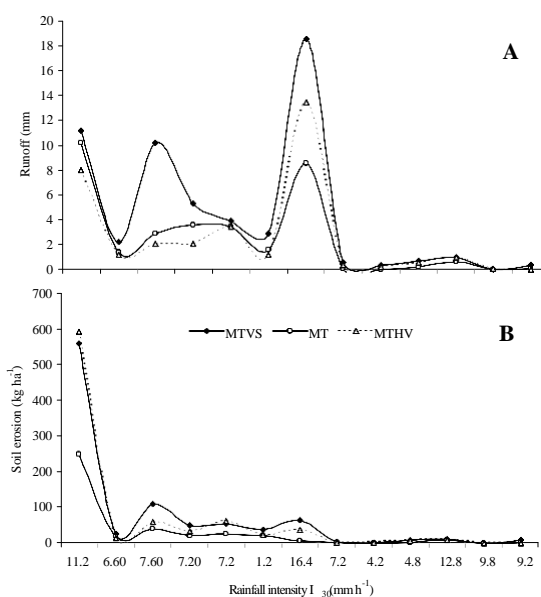 20
18
16
14
12
10
8
6
4
2
0
Runoff (mm
A
700
600
500
400
300
200
100
0
Soil erosion (kg ha-1)
MTVS MT MTHV
B
11.2 6.60 7.60 7.20 7.2 1.2 16.4 7.2 4.2 4.8 12.8 9.8 9.2
Rainfall intensity I 30(mm h-1)